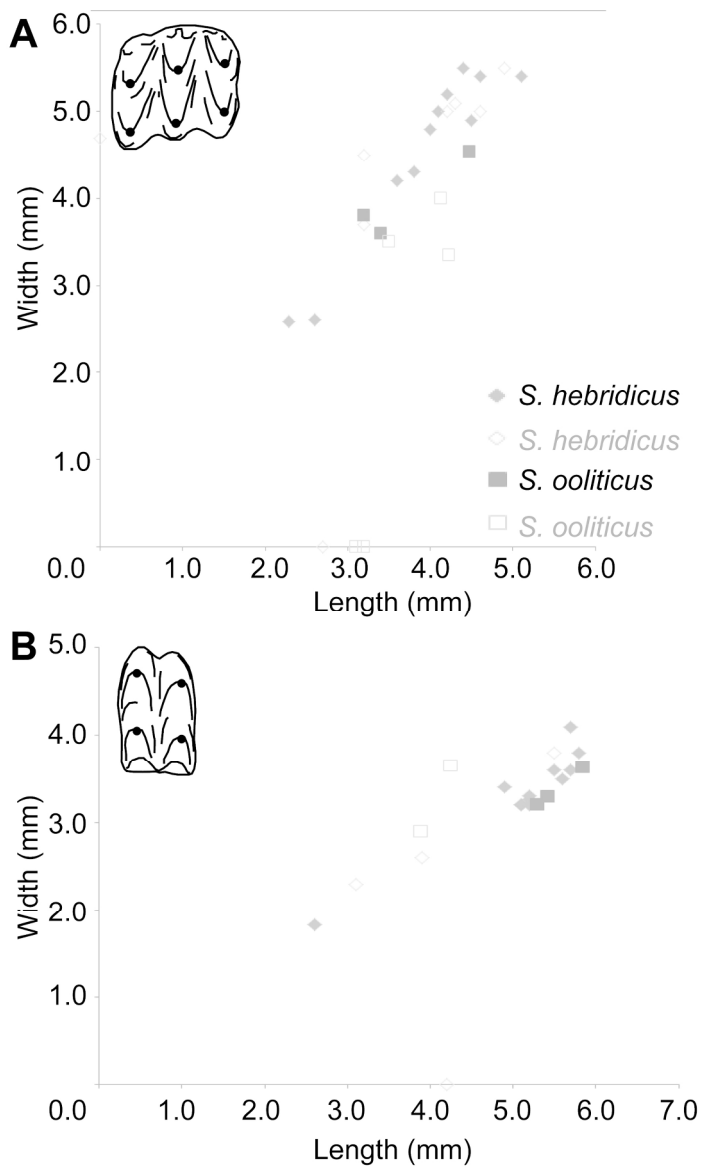 A
6.0
5.0
4.0
3.0
2.0
1.0
Width (mm)
S. hebridicus
S. hebridicus
S. ooliticus
S. ooliticus
0.0 1.0 2.0 3.0 4.0 5.0 6.0
Length (mm)
B
5.0
4.0
3.0
2.0
1.0
Width (mm)
0.0 1.0 2.0 3.0 4.0 5.0 6.0 7.0
Length (mm)